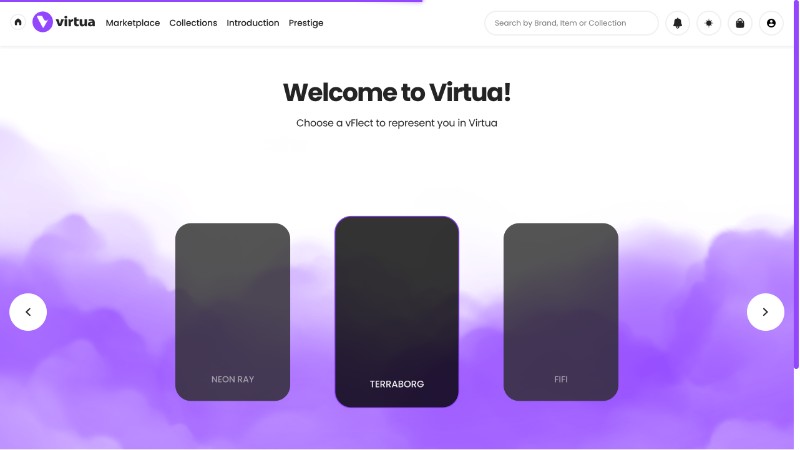 virtua Marketplace Collections Introduction Prestige Search by Brand, Item or Collection
Welcome to Virtua!
Choose a vFlect to represent you in Virtua
NEON RAY
TERRABORG
FIFI